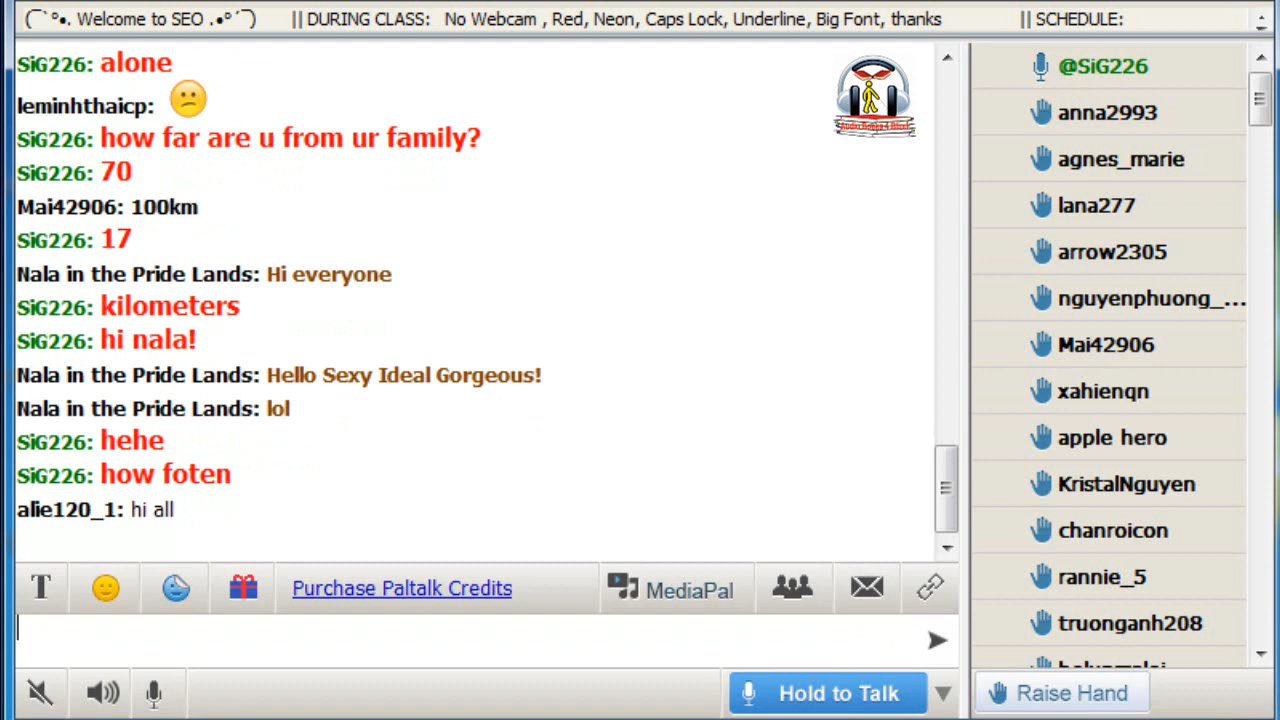 (¯`°•. Welcome to SEO .•°´¯) || DURING CLASS: No Webcam , Red, Neon, Caps Lock, Underline, Big Font, thanks || SCHEDULE:
SiG226: alone
leminhthaicp:
SiG226: how far are u from ur family?
SiG226: 70
Mai42906: 100km
SiG226: 17
Nala in the Pride Lands: Hi everyone
SiG226: kilometers
SiG226: hi nala!
Nala in the Pride Lands: Hello Sexy Ideal Gorgeous!
Nala in the Pride Lands: lol
SiG226: hehe
SiG226: how foten
alie120_1: hi all
T
Purchase Paltalk Credits
MediaPal
Hold to Talk
@SiG226
anna2993
agnes_marie
lana277
arrow2305
nguyenphuong_...
Mai42906
xahienqn
apple hero
KristalNguyen
chanroicon
rannie_5
truonganh208
Raise Hand